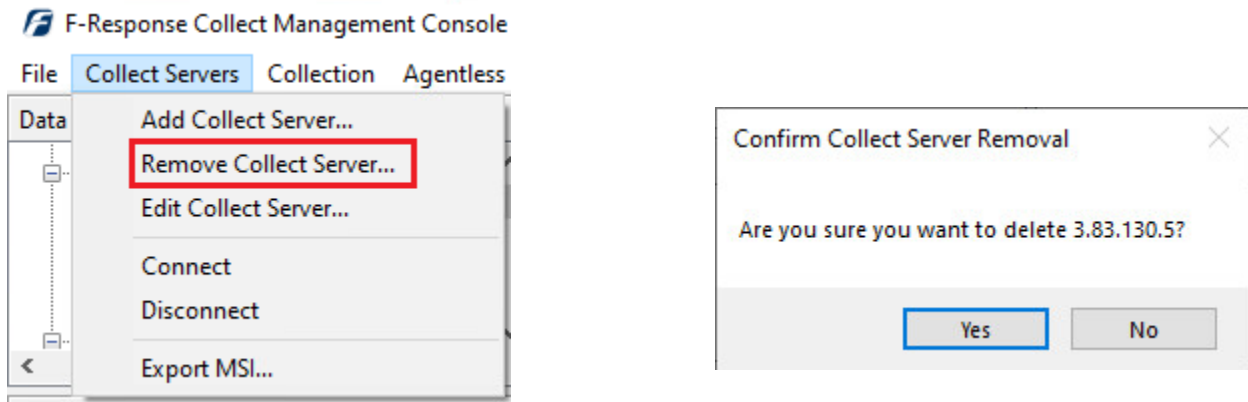 F-Response Collect Management Console
File Collect Servers Collection Agentless
Data
Add Collect Server...
Remove Collect Server...
Edit Collect Server...
Connect
Disconnect
Export MSI...
Confirm Collect Server Removal
Are you sure you want to delete 3.83.130.5?
Yes No